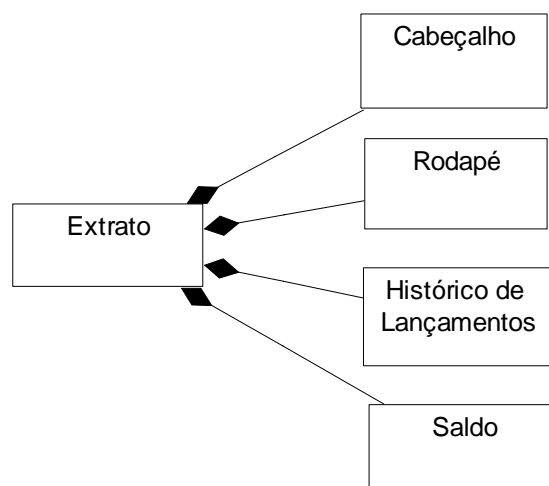 Cabeçalho
Rodapé
Extrato
Histórico de
Lançamentos
Saldo